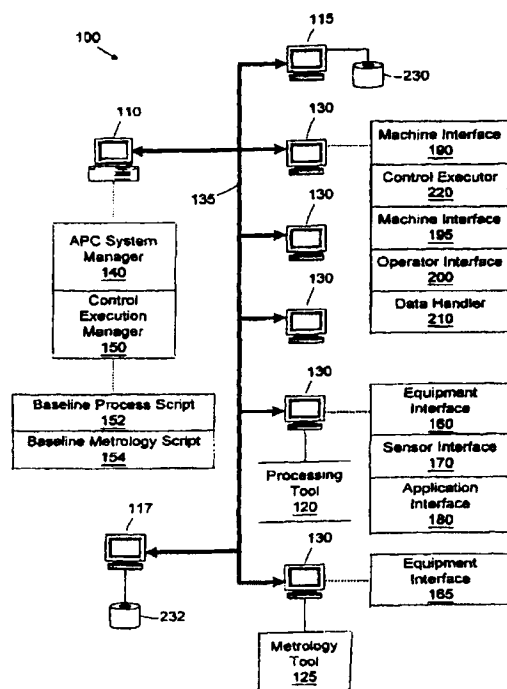 100
115
230
110
130
135
Machine Interface
190
Control Executor
220
Machine Interface
195
Operator Interface
200
Data Handler
210
130
APC System
Manager
140
Control
Execution
Manager
150
130
Baseline Process Script
152
Baseline Metrology Script
154
130
Processing
Tool
120
Equipment
Interface
160
Sensor Interface
170
Application
Interface
180
117
232
130
Equipment
Interface
165
Metrology
Tool
125